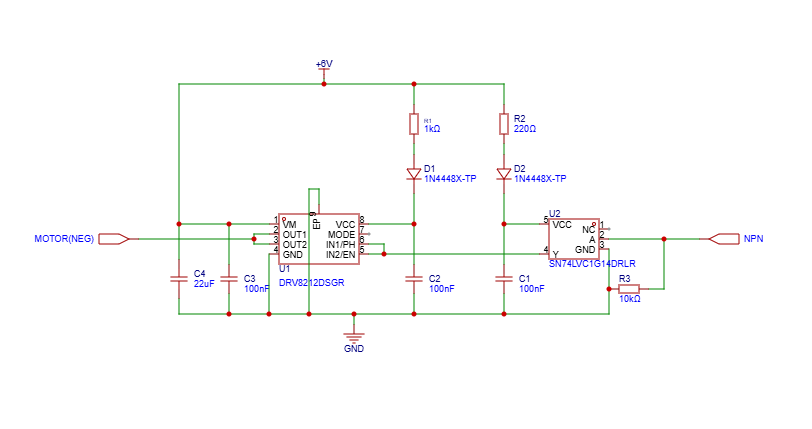 +6V
R1
1kΩ
R2
220Ω
D1
1N4448X-TP
D2
1N4448X-TP
U2
5 VCC
NC 1
A 2
GND 3
4 Y
SN74LVC1G14DRLR
MOTOR(NEG)
NPN
EP 9
1 VM
2 OUT1
3 OUT2
4 GND
VCC 8
MODE 7
IN1/PH 6
IN2/EN 5
U1
DRV8212DSGR
C4
22uF
C3
100nF
C2
100nF
C1
100nF
R3
10kΩ
GND